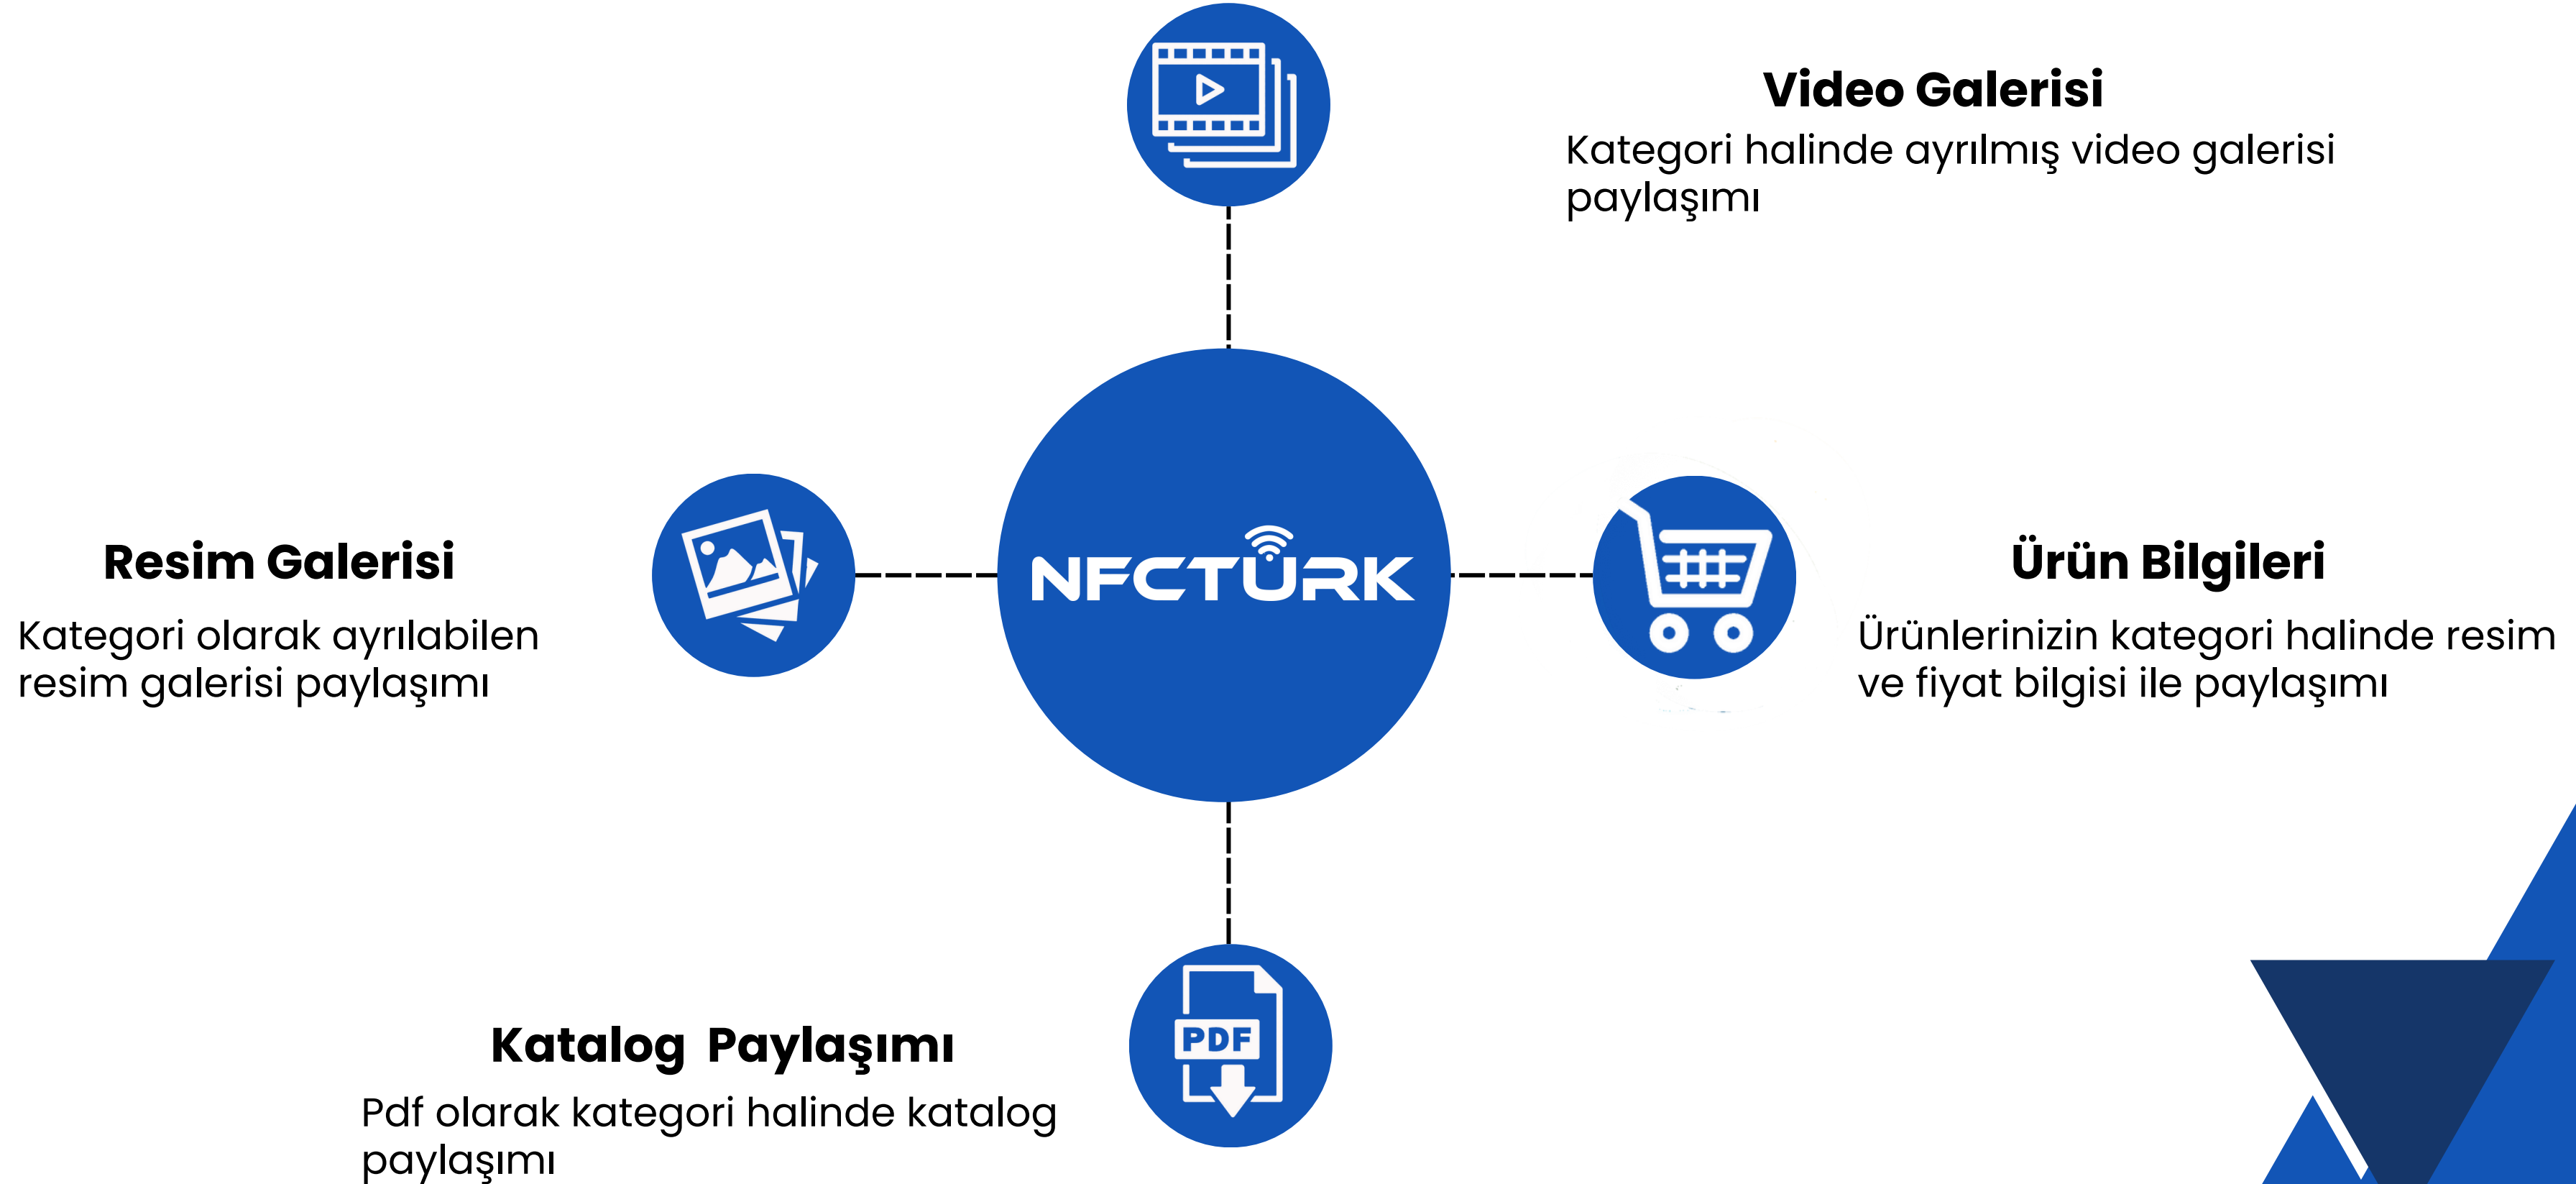 Video Galerisi
Kategori halinde ayrılmış video galerisi
paylaşımı
NFCTÜRK
Resim Galerisi
Kategori olarak ayrılabilen
resim galerisi paylaşımı
Ürün Bilgileri
Ürünlerinizin kategori halinde resim
ve fiyat bilgisi ile paylaşımı
Katalog  Paylaşımı
Pdf olarak kategori halinde katalog
paylaşımı
PDF